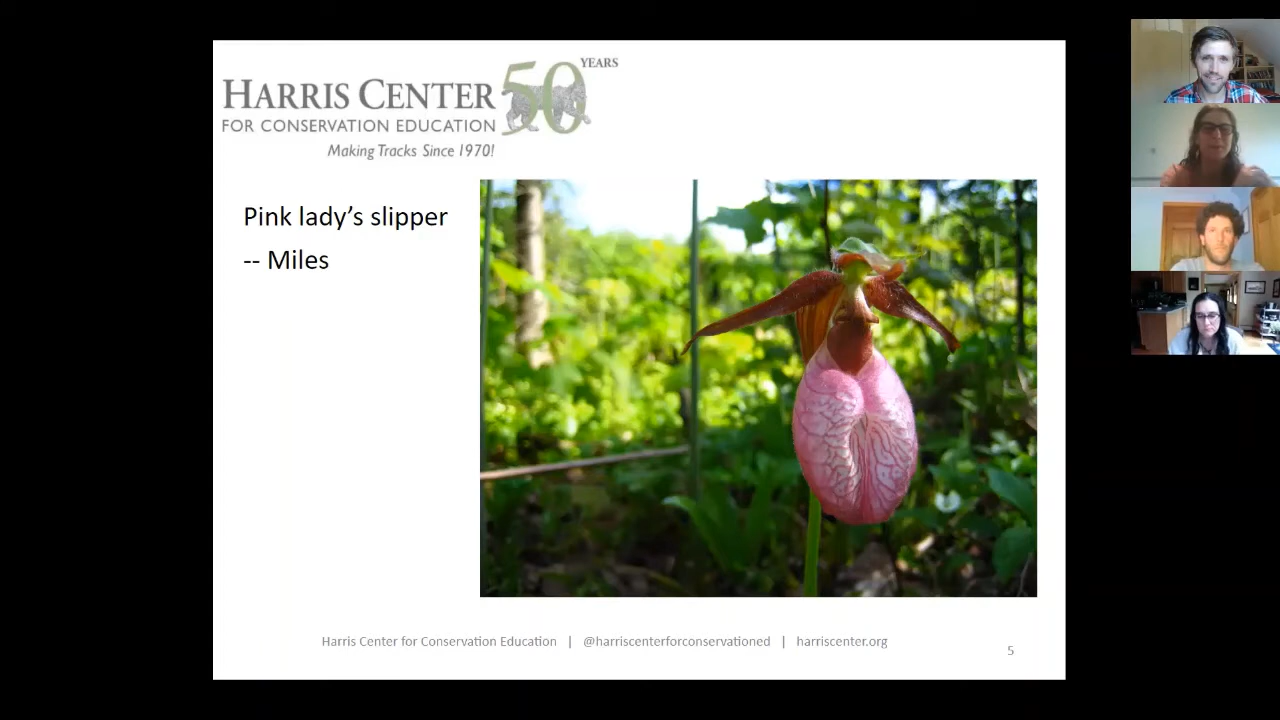 HARRIS CENTER
50 YEARS
FOR CONSERVATION EDUCATION
Making Tracks Since 1970!
Pink lady’s slipper
-- Miles
Harris Center for Conservation Education | @harriscenterforconservationed | harriscenter.org
5